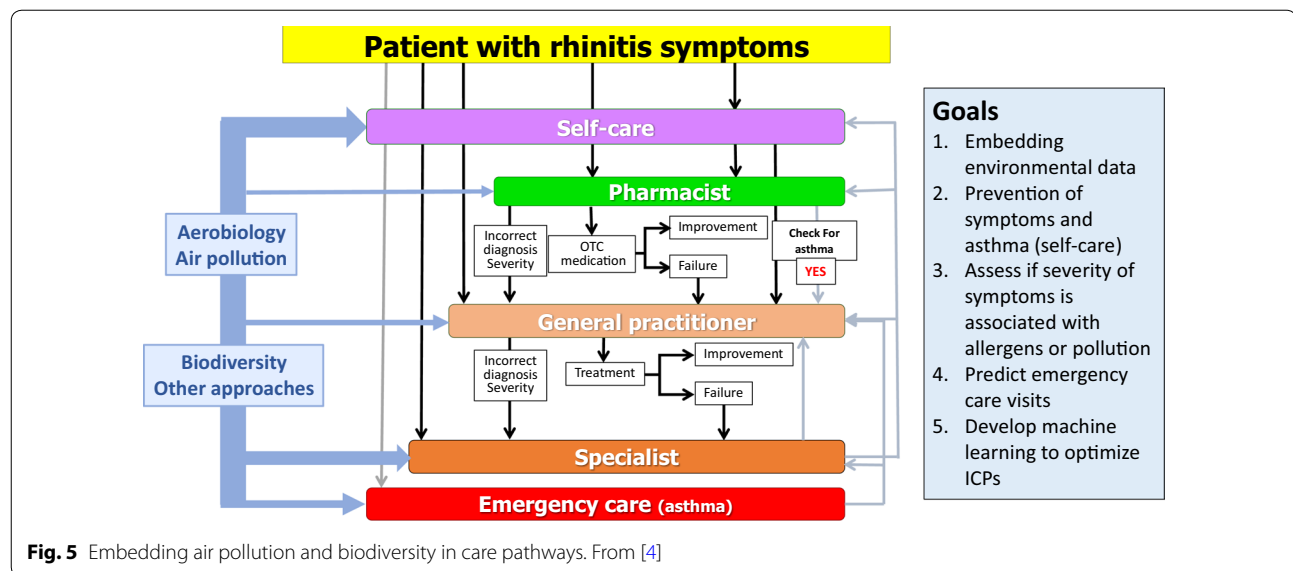 Patient with rhinitis symptoms
Self-care
Pharmacist
Incorrect
diagnosis
Severity
OTC
medication
Improvement
Failure
Check For
asthma
YES
General practitioner
Incorrect
diagnosis
Severity
Treatment
Improvement
Failure
Specialist
Emergency care (asthma)
Aerobiology
Air pollution
Biodiversity
Other approaches
Goals
1. Embedding
environmental data
2. Prevention of
symptoms and
asthma (self-care)
3. Assess if severity of
symptoms is
associated with
allergens or pollution
4. Predict emergency
care visits
5. Develop machine
learning to optimize
ICPs
Fig. 5 Embedding air pollution and biodiversity in care pathways. From [4]